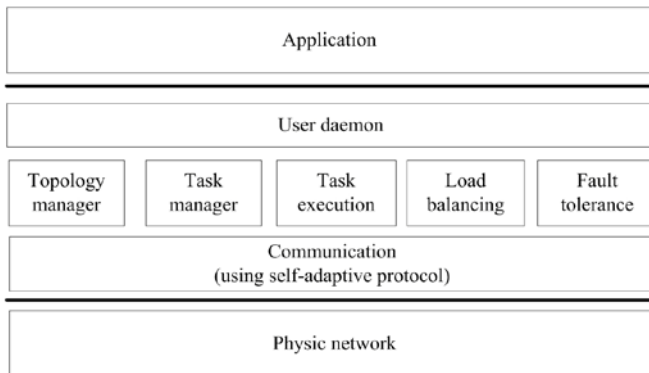 Application
User daemon
Topology
manager
Task
manager
Task
execution
Load
balancing
Fault
tolerance
Communication
(using self-adaptive protocol)
Physic network